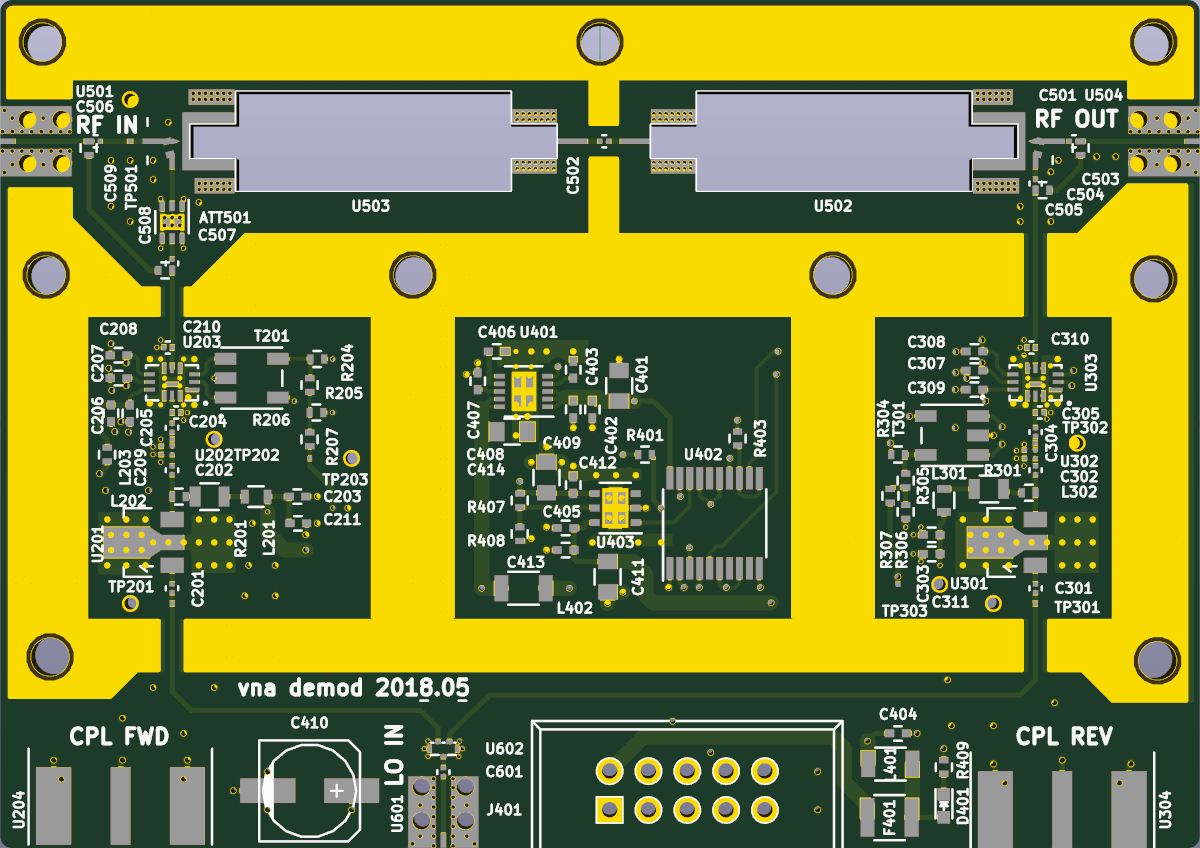 U501
C506
RF IN
C509
TP501
C508
ATT501
C507
U503
C502
U502
C501 U504
RF OUT
C503
C504
C505
C208
C210
U203
T201
C207
R204
R205
C206
C205
C204
R206
R207
L203
C209
U202 TP202
C202
TP203
L202
C203
C211
U201
R201
L201
TP201
C201
C406 U401
C403
C401
C407
C402
C408
C409
R401
U402
R403
C414
C412
R407
C405
R408
U403
C413
C411
L402
C308
C310
C307
U303
C309
R304
T301
C305
TP302
C304
U302
C302
L302
L301
R301
R305
R307
R306
C303
U301
C301
C311
TP303
TP301
vna demod 2018.05
CPL FWD
C410
LO IN
U602
C601
J401
U601
U204
C404
L401
R409
F401
D401
CPL REV
U304